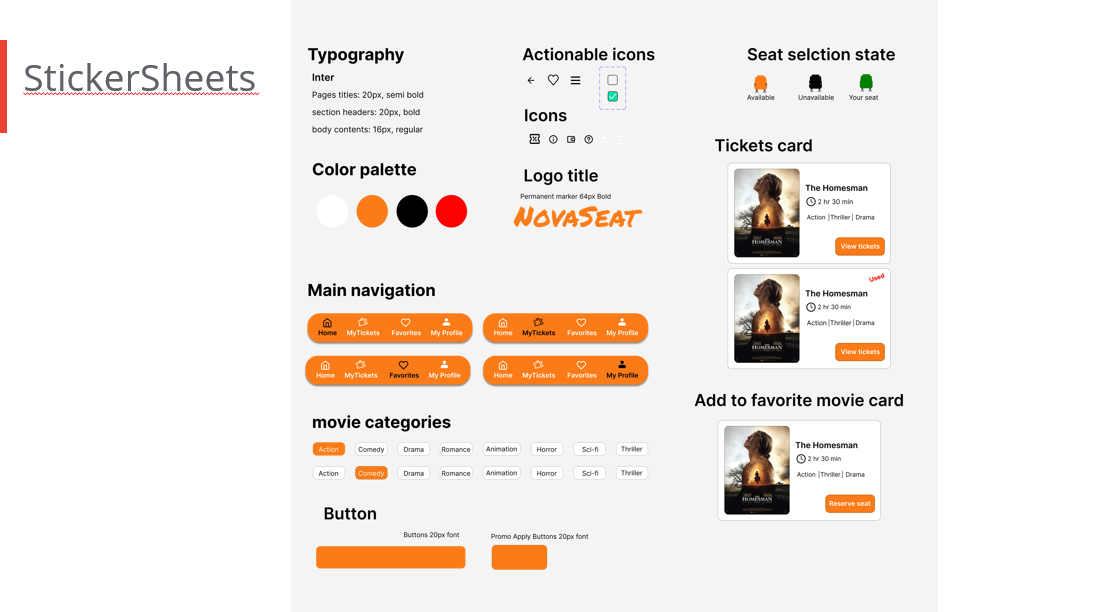 StickerSheets
Typography
Inter
Pages titles: 20px, semi bold
section headers: 20px, bold
body contents: 16px, regular
Color palette
Actionable icons
Icons
Logo title
Permanent marker 64px Bold
NOVASEAT
Seat selction state
Available
Unavailable
Your seat
Tickets card
THE HOMESMAN
The Homesman
2 hr 30 min
Action |Thriller| Drama
View tickets
THE HOMESMAN
Used
The Homesman
2 hr 30 min
Action |Thriller| Drama
View tickets
Main navigation
Home MyTickets Favorites My Profile
Home MyTickets Favorites My Profile
Home MyTickets Favorites My Profile
Home MyTickets Favorites My Profile
movie categories
Action Comedy Drama Romance Animation Horror Sci-fi Thriller
Action Comedy Drama Romance Animation Horror Sci-fi Thriller
Add to favorite movie card
THE HOMESMAN
The Homesman
2 hr 30 min
Action |Thriller| Drama
Reserve seat
Button
Buttons 20px font
Promo Apply Buttons 20px font